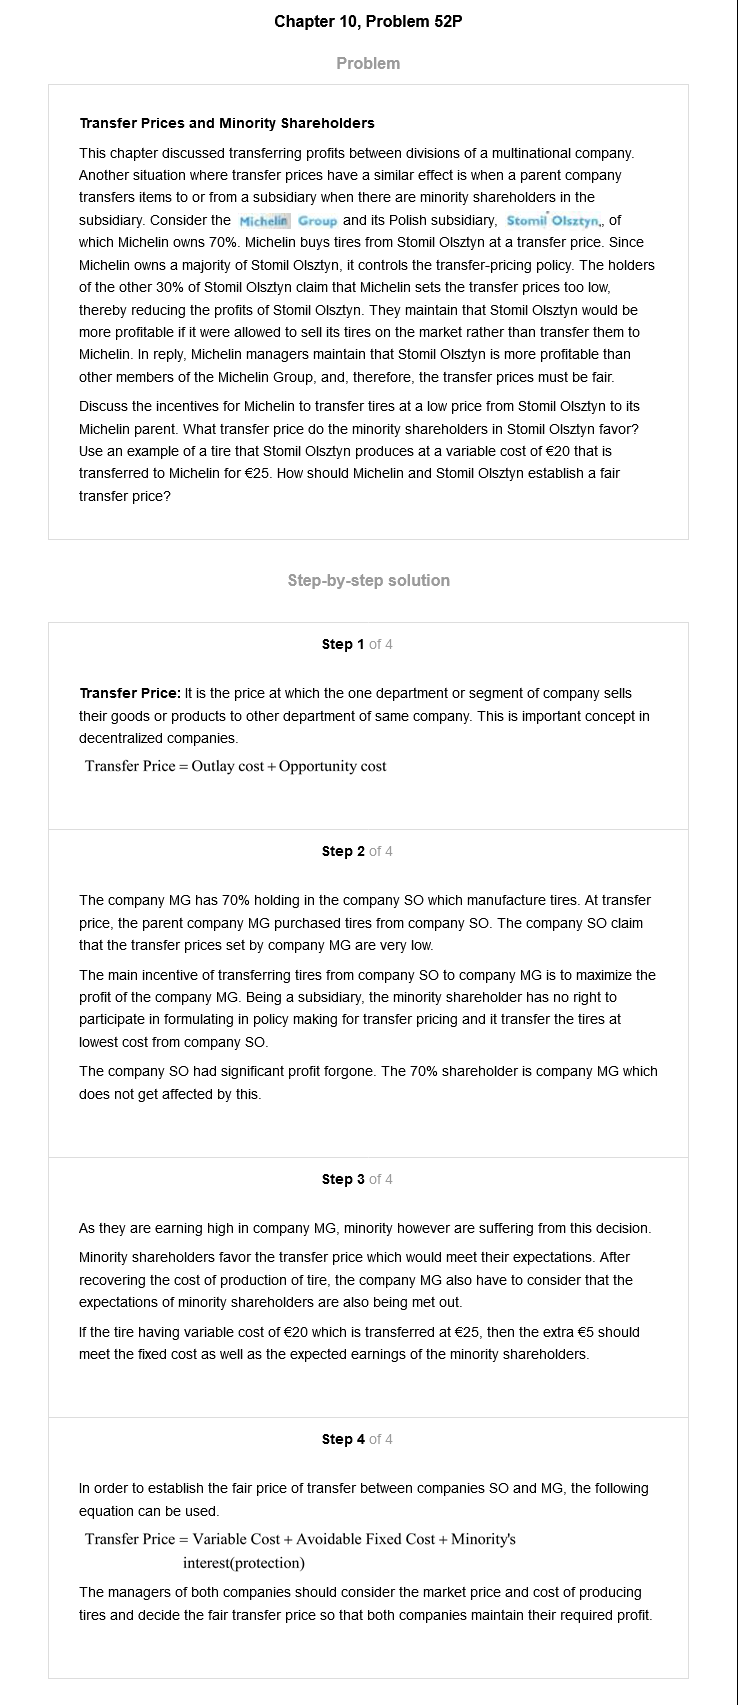 Chapter 10, Problem 52P
Problem
Transfer Prices and Minority Shareholders
This chapter discussed transferring profits between divisions of a multinational company.
Another situation where transfer prices have a similar effect is when a parent company
transfers items to or from a subsidiary when there are minority shareholders in the
subsidiary. Consider the Michelin Group and its Polish subsidiary, Stomil Olsztyn,, of
which Michelin owns 70%. Michelin buys tires from Stomil Olsztyn at a transfer price. Since
Michelin owns a majority of Stomil Olsztyn, it controls the transfer-pricing policy. The holders
of the other 30% of Stomil Olsztyn claim that Michelin sets the transfer prices too low,
thereby reducing the profits of Stomil Olsztyn. They maintain that Stomil Olsztyn would be
more profitable if it were allowed to sell its tires on the market rather than transfer them to
Michelin. In reply, Michelin managers maintain that Stomil Olsztyn is more profitable than
other members of the Michelin Group, and, therefore, the transfer prices must be fair.
Discuss the incentives for Michelin to transfer tires at a low price from Stomil Olsztyn to its
Michelin parent. What transfer price do the minority shareholders in Stomil Olsztyn favor?
Use an example of a tire that Stomil Olsztyn produces at a variable cost of €20 that is
transferred to Michelin for €25. How should Michelin and Stomil Olsztyn establish a fair
transfer price?
Step-by-step solution
Step 1 of 4
Transfer Price: It is the price at which the one department or segment of company sells
their goods or products to other department of same company. This is important concept in
decentralized companies.
Transfer Price = Outlay cost + Opportunity cost
Step 2 of 4
The company MG has 70% holding in the company SO which manufacture tires. At transfer
price, the parent company MG purchased tires from company SO. The company SO claim
that the transfer prices set by company MG are very low.
The main incentive of transferring tires from company SO to company MG is to maximize the
profit of the company MG. Being a subsidiary, the minority shareholder has no right to
participate in formulating in policy making for transfer pricing and it transfer the tires at
lowest cost from company SO.
The company SO had significant profit forgone. The 70% shareholder is company MG which
does not get affected by this.
Step 3 of 4
As they are earning high in company MG, minority however are suffering from this decision.
Minority shareholders favor the transfer price which would meet their expectations. After
recovering the cost of production of tire, the company MG also have to consider that the
expectations of minority shareholders are also being met out.
If the tire having variable cost of €20 which is transferred at €25, then the extra €5 should
meet the fixed cost as well as the expected earnings of the minority shareholders.
Step 4 of 4
In order to establish the fair price of transfer between companies SO and MG, the following
equation can be used.
Transfer Price = Variable Cost + Avoidable Fixed Cost + Minority's
interest(protection)
The managers of both companies should consider the market price and cost of producing
tires and decide the fair transfer price so that both companies maintain their required profit.